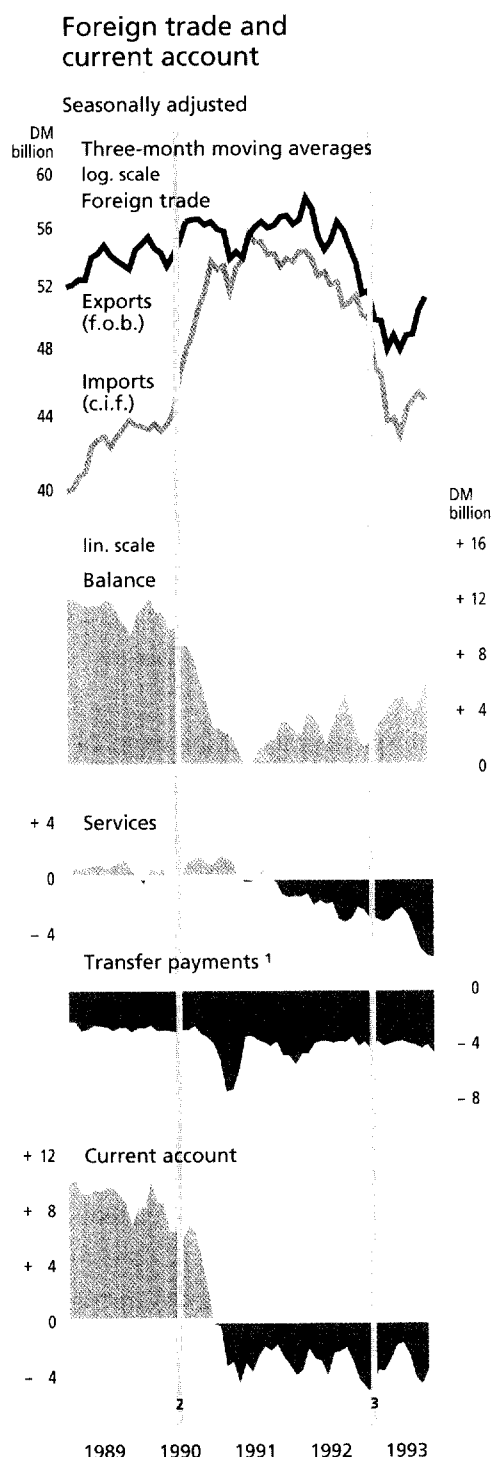 Foreign trade and
current account
Seasonally adjusted
DM
billion
Three-month moving averages
60
log. scale
Foreign trade
56
52
Exports
(f.o.b.)
48
Imports
(c.i.f.)
44
40
DM
billion
lin. scale
+ 16
Balance
+ 12
+ 8
+ 4
0
+ 4
Services
0
– 4
Transfer payments ¹
0
– 4
– 8
+ 12
Current account
+ 8
+ 4
0
– 4
2
3
1989 1990 1991 1992 1993